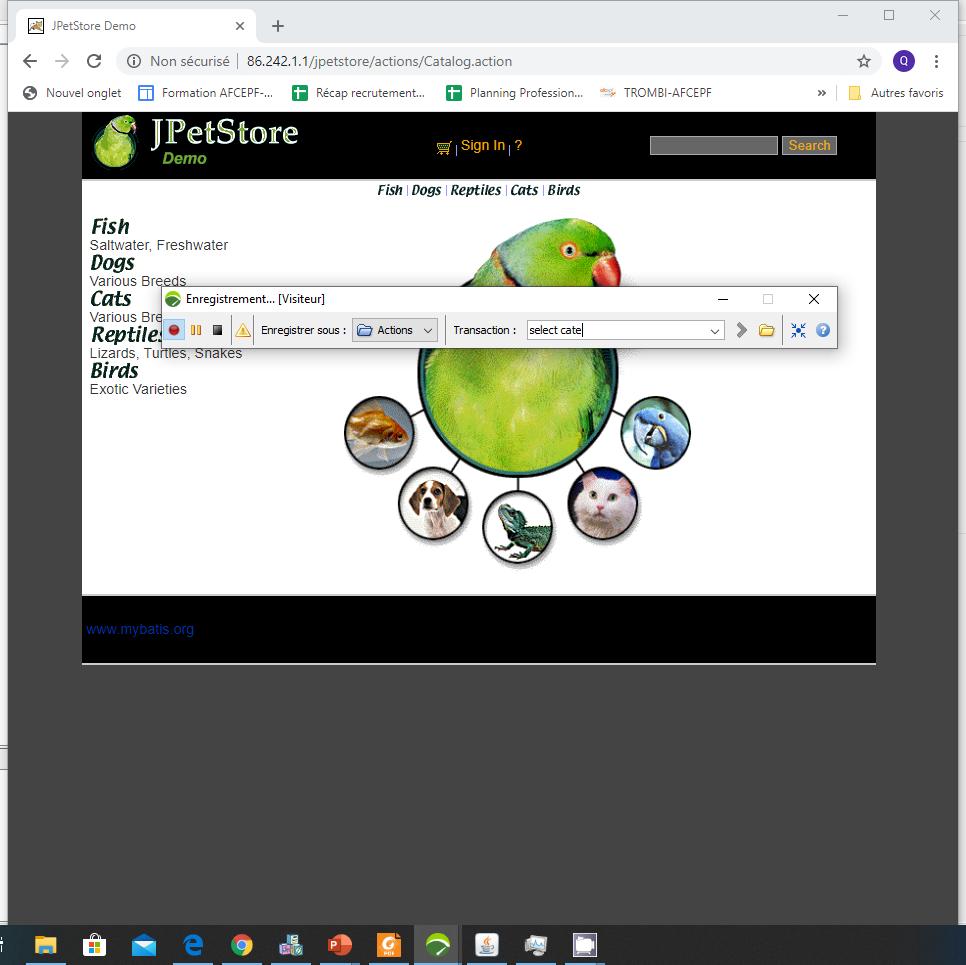 JPetStore Demo
Non sécurisé | 86.242.1.1/jpetstore/actions/Catalog.action
Q
Nouvel onglet Formation AFCEPF-... Récap recrutement... Planning Profession... TROMBI-AFCEPF » Autres favoris
JPetStore
Demo
Sign In | ?
Search
Fish | Dogs | Reptiles | Cats | Birds
Fish
Saltwater, Freshwater
Dogs
Various Breeds
Enregistrement... [Visiteur]
Cats
Various Bre
Enregistrer sous : Actions Transaction : select cate
Reptiles
Lizards, Turtles, Snakes
Birds
Exotic Varieties
www.mybatis.org